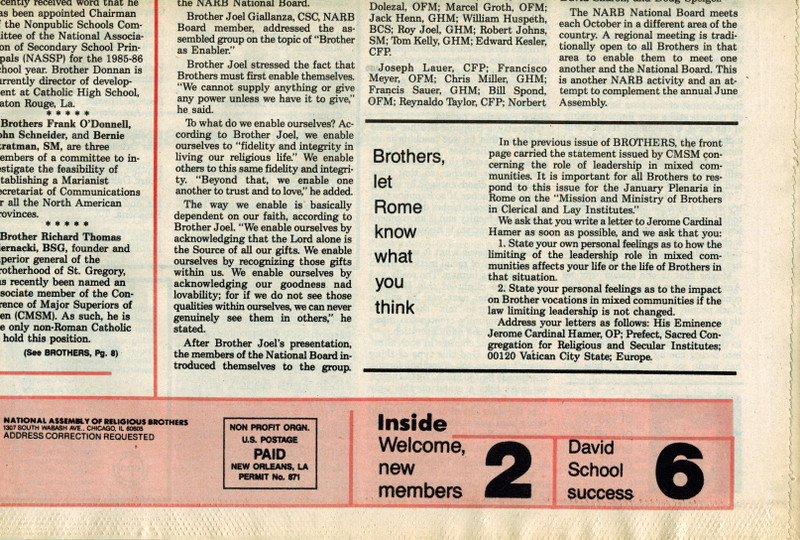 cently received word that he
as been appointed Chairman
f the Nonpublic Schools Com-
ittee of the National Associa-
on of Secondary School Prin-
pals (NASSP) for the 1985-86
chool year. Brother Donnan is
urrently director of develop-
ent at Catholic High School,
aton Rouge, La.
* * * * *
Brothers Frank O'Donnell,
ohn Schneider, and Bernie
ratman, SM, are three
embers of a committee to in-
estigate the feasibility of
stablishing a Marianist
ecretariat of Communications
r all the North American
rovinces.
* * * * *
Brother Richard Thomas
iernacki, BSG, founder and
perior general of the
rotherhood of St. Gregory,
as recently been named an
sociate member of the Con-
rence of Major Superiors of
en (CMSM). As such, he is
e only non-Roman Catholic
hold this position.
(See BROTHERS, Pg. 8)
the NARB National Board.
Brother Joel Giallanza, CSC, NARB
Board member, addressed the as-
sembled group on the topic of "Brother
as Enabler."
Brother Joel stressed the fact that
Brothers must first enable themselves.
"We cannot supply anything or give
any power unless we have it to give,"
he said.
To what do we enable ourselves? Ac-
cording to Brother Joel, we enable
ourselves to "fidelity and integrity in
living our religious life." We enable
others to this same fidelity and integri-
ty. "Beyond that, we enable one
another to trust and to love," he added.
The way we enable is basically
dependent on our faith, according to
Brother Joel. "We enable ourselves by
acknowledging that the Lord alone is
the Source of all our gifts. We enable
ourselves by recognizing those gifts
within us. We enable ourselves by
acknowledging our goodness nad
lovability; for if we do not see those
qualities within ourselves, we can never
genuinely see them in others," he
stated.
After Brother Joel's presentation,
the members of the National Board in-
troduced themselves to the group.
Dolezal, OFM; Marcel Groth, OFM;
Jack Henn, GHM; William Huspeth,
BCS; Roy Joel, GHM; Robert Johns,
SM; Tom Kelly, GHM; Edward Kesler,
CFP.
Joseph Lauer, CFP; Francisco
Meyer, OFM; Chris Miller, GHM;
Francis Sauer, GHM; Bill Spond,
OFM; Reynaldo Taylor, CFP; Norbert
The NARB National Board meets
each October in a different area of the
country. A regional meeting is tradi-
tionally open to all Brothers in that
area to enable them to meet one
another and the National Board. This
is another NARB activity and an at-
tempt to complement the annual June
Assembly.
Brothers,
let
Rome
know
what
you
think
In the previous issue of BROTHERS, the front
page carried the statement issued by CMSM con-
cerning the role of leadership in mixed com-
munities. It is important for all Brothers to res-
pond to this issue for the January Plenaria in
Rome on the "Mission and Ministry of Brothers
in Clerical and Lay Institutes."
We ask that you write a letter to Jerome Cardinal
Hamer as soon as possible, and we ask that you:
1. State your own personal feelings as to how the
limiting of the leadership role in mixed com-
munities affects your life or the life of Brothers in
that situation.
2. State your personal feelings as to the impact
on Brother vocations in mixed communities if the
law limiting leadership is not changed.
Address your letters as follows: His Eminence
Jerome Cardinal Hamer, OP; Prefect, Sacred Con-
gregation for Religious and Secular Institutes;
00120 Vatican City State; Europe.
NATIONAL ASSEMBLY OF RELIGIOUS BROTHERS
1307 SOUTH WABASH AVE., CHICAGO, IL 60605
ADDRESS CORRECTION REQUESTED
NON PROFIT ORGN.
U.S. POSTAGE
PAID
NEW ORLEANS, LA
PERMIT No. 871
Inside
Welcome,
new
members
2
David
School
success
6